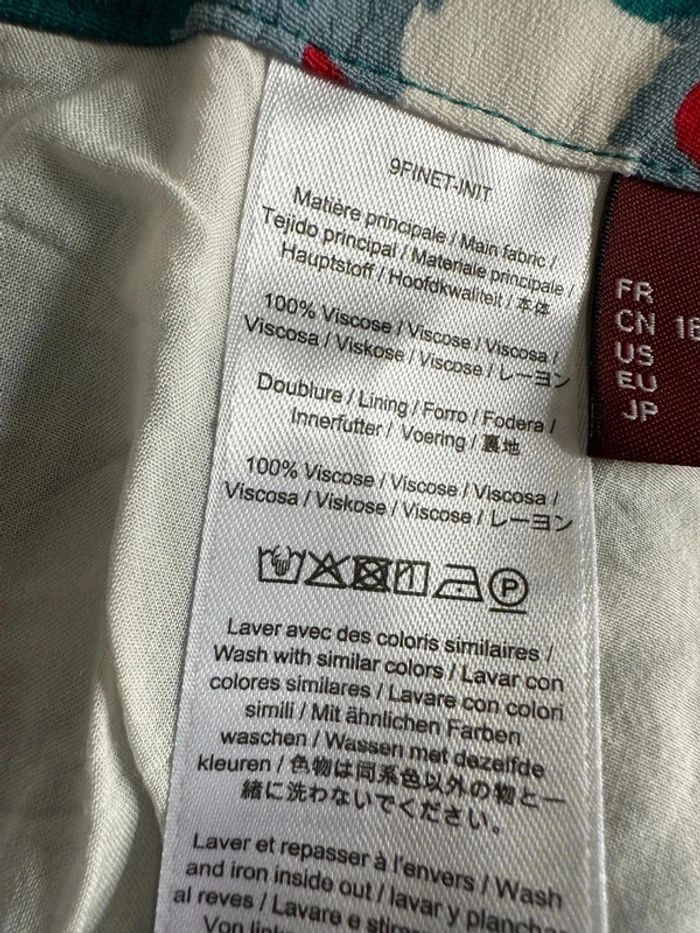 9FINET-INIT
Matière principale / Main fabric /
Tejido principal / Materiale principale /
Hauptstoff / Hoofdkwaliteit / 本体
100% Viscose / Viscose / Viscosa /
Viscosa / Viskose / Viscose / レーヨン
Doublure / Lining / Forro / Fodera /
Innerfutter / Voering / 裏地
100% Viscose / Viscose / Viscosa /
Viscosa / Viskose / Viscose / レーヨン
P
Laver avec des coloris similaires /
Wash with similar colors / Lavar con
colores similares / Lavare con colori
simili / Mit ähnlichen Farben
waschen / Wassen met dezelfde
kleuren / 色物は同系色以外の物と一
緒に洗わないでください。
Laver et repasser à l'envers / Wash
and iron inside out / lavar y planchar
al reves / Lavare e
FR
CN
US
EU
JP